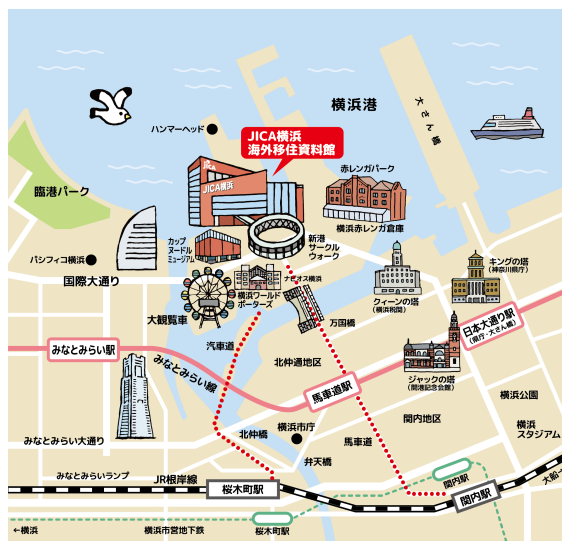 横浜港
大さん橋
ハンマーヘッド
JICA横浜
海外移住資料館
JICA
JICA横浜
赤レンガパーク
臨港パーク
横浜赤レンガ倉庫
カップ
ヌードル
ミュージアム
新港
サークル
ウォーク
パシフィコ横浜
国際大通り
ナビオス横浜
キングの塔
(神奈川県庁)
横浜ワールド
ポーターズ
クィーンの塔
(横浜税関)
大観覧車
万国橋
日本大通り駅
(県庁・大さん橋)
汽車道
みなとみらい駅
みなとみらい線
北仲通地区
ジャックの塔
(開港記念会館)
馬車道駅
横浜公園
関内地区
横浜
スタジアム
みなとみらい大通り
北仲橋
横浜市庁
馬車道
弁天橋
みなとみらいランプ
JR根岸線
関内駅
大船→
桜木町駅
関内駅
←横浜
横浜市営地下鉄
桜木町駅